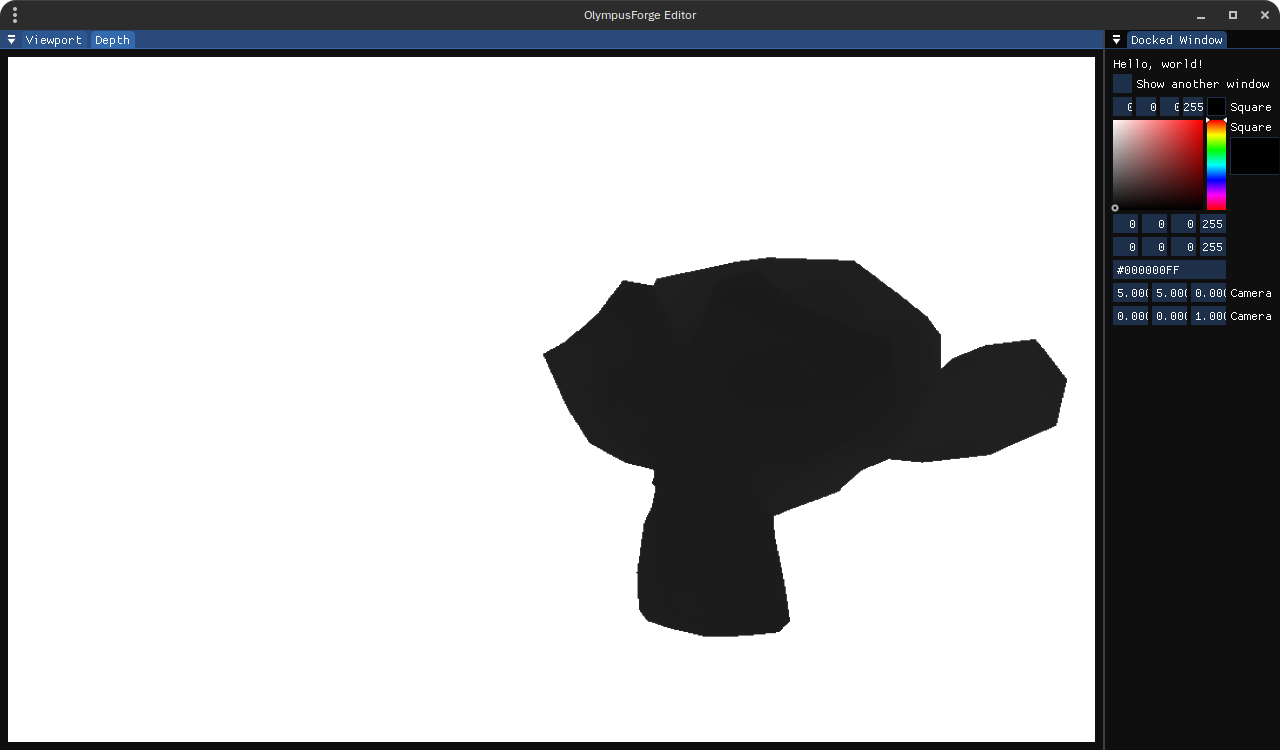 OlympusForge Editor
Viewport Depth
Docked Window
Hello, world!
Show another window
0 0 0 255 Square
Square
0 0 0 255
0 0 0 255
#000000FF
5.000 5.000 0.000 Camera
0.000 0.000 1.000 Camera